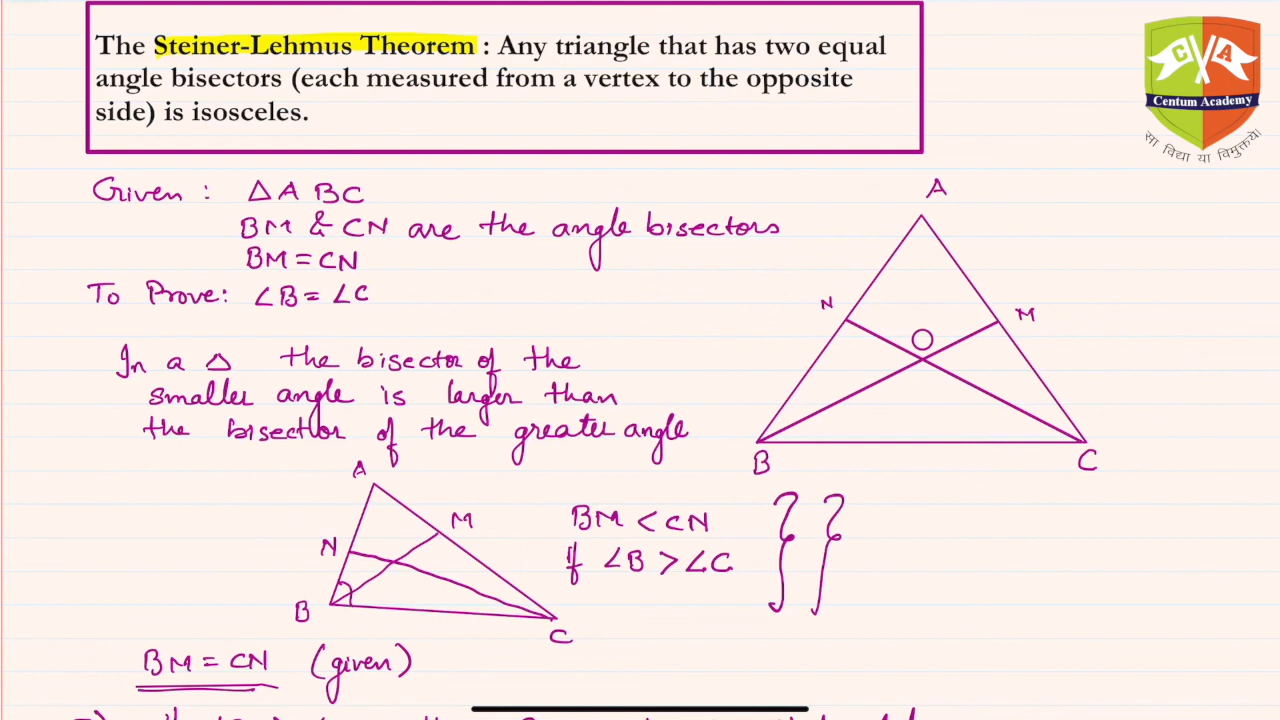 The Steiner-Lehmus Theorem : Any triangle that has two equal
angle bisectors (each measured from a vertex to the opposite
side) is isosceles.
C A
Centum Academy
सा विद्या या विमुक्तये।
Given : △ A BC
BM & CN are the angle bisectors
BM = CN
To Prove: ∠B = ∠C
A
N
M
O
B
C
In a △ the bisector of the
smaller angle is larger than
the bisector of the greater angle
A
M
N
B
C
BM < CN
if ∠B > ∠C
BM = CN (given)